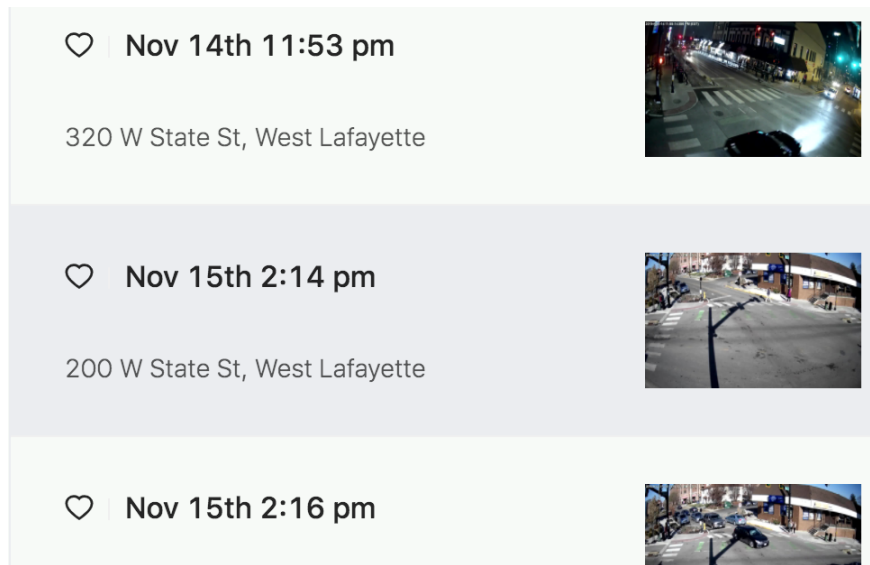 Nov 14th 11:53 pm
320 W State St, West Lafayette
Nov 15th 2:14 pm
200 W State St, West Lafayette
Nov 15th 2:16 pm